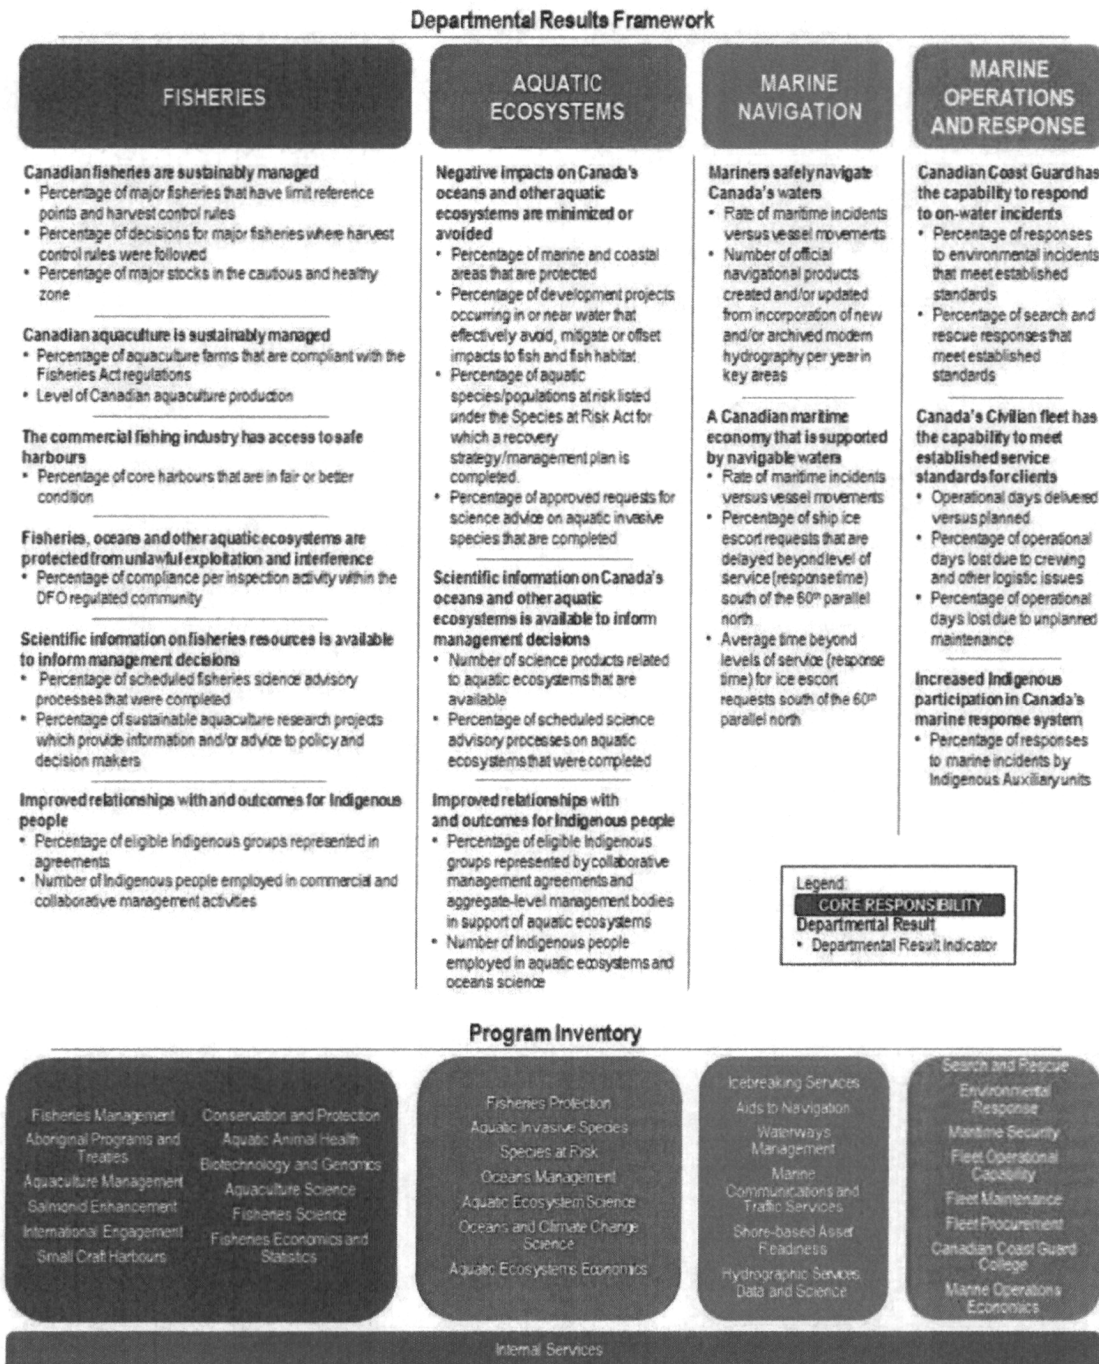 Departmental Results Framework
FISHERIES
Canadian fisheries are sustainably managed
• Percentage of major fisheries that have limit reference
points and harvest control rules
• Percentage of decisions for major fisheries where harvest
control rules were followed
• Percentage of major stocks in the cautious and healthy
zone
Canadian aquaculture is sustainably managed
• Percentage of aquaculture farms that are compliant with the
Fisheries Act regulations
• Level of Canadian aquaculture production
The commercial fishing industry has access to safe
harbours
• Percentage of core harbours that are in fair or better
condition
Fisheries, oceans and other aquatic ecosystems are
protected from unlawful exploitation and interference
• Percentage of compliance per inspection activity within the
DFO regulated community
Scientific information on fisheries resources is available
to inform management decisions
• Percentage of scheduled fisheries science advisory
processes that were completed
• Percentage of sustainable aquaculture research projects
which provide information and/or advice to policy and
decision makers
Improved relationships with and outcomes for Indigenous
people
• Percentage of eligible Indigenous groups represented in
agreements
• Number of Indigenous people employed in commercial and
collaborative management activities
AQUATIC
ECOSYSTEMS
Negative impacts on Canada's
oceans and other aquatic
ecosystems are minimized or
avoided
• Percentage of marine and coastal
areas that are protected
• Percentage of development projects
occurring in or near water that
effectively avoid, mitigate or offset
impacts to fish and fish habitat
• Percentage of aquatic
species/populations at risk listed
under the Species at Risk Act for
which a recovery
strategy/management plan is
completed.
• Percentage of approved requests for
science advice on aquatic invasive
species that are completed
Scientific information on Canada's
oceans and other aquatic
ecosystems is available to inform
management decisions
• Number of science products related
to aquatic ecosystems that are
available
• Percentage of scheduled science
advisory processes on aquatic
ecosystems that were completed
Improved relationships with
and outcomes for Indigenous people
• Percentage of eligible Indigenous
groups represented by collaborative
management agreements and
aggregate-level management bodies
in support of aquatic ecosystems
• Number of Indigenous people
employed in aquatic ecosystems and
oceans science
MARINE
NAVIGATION
Mariners safely navigate
Canada's waters
• Rate of maritime incidents
versus vessel movements
• Number of official
navigational products
created and/or updated
from incorporation of new
and/or archived modern
hydrography per year in
key areas
A Canadian maritime
economy that is supported
by navigable waters
• Rate of maritime incidents
versus vessel movements
• Percentage of ship ice
escort requests that are
delayed beyond level of
service (response time)
south of the 60th parallel
north
• Average time beyond
levels of service (response
time) for ice escort
requests south of the 60th
parallel north
MARINE
OPERATIONS
AND RESPONSE
Canadian Coast Guard has
the capability to respond
to on-water incidents
• Percentage of responses
to environmental incidents
that meet established
standards
• Percentage of search and
rescue responses that
meet established
standards
Canada's Civilian fleet has
the capability to meet
established service
standards for clients
• Operational days delivered
versus planned
• Percentage of operational
days lost due to crewing
and other logistic issues
• Percentage of operational
days lost due to unplanned
maintenance
Increased Indigenous
participation in Canada's
marine response system
• Percentage of responses
to marine incidents by
Indigenous Auxiliary units
Legend:
CORE RESPONSIBILITY
Departmental Result
• Departmental Result Indicator
Program Inventory
Fisheries Management
Aboriginal Programs and
Treaties
Aquaculture Management
Salmonid Enhancement
International Engagement
Small Craft Harbours
Conservation and Protection
Aquatic Animal Health
Biotechnology and Genomics
Aquaculture Science
Fisheries Science
Fisheries Economics and
Statistics
Fisheries Protection
Aquatic Invasive Species
Species at Risk
Oceans Management
Aquatic Ecosystem Science
Oceans and Climate Change
Science
Aquatic Ecosystems Economics
Icebreaking Services
Aids to Navigation
Waterways
Management
Marine
Communications and
Traffic Services
Shore-based Asset
Readiness
Hydrographic Services
Data and Science
Search and Rescue
Environmental
Response
Maritime Security
Fleet Operational
Capability
Fleet Maintenance
Fleet Procurement
Canadian Coast Guard
College
Marine Operations
Economics
Internal Services